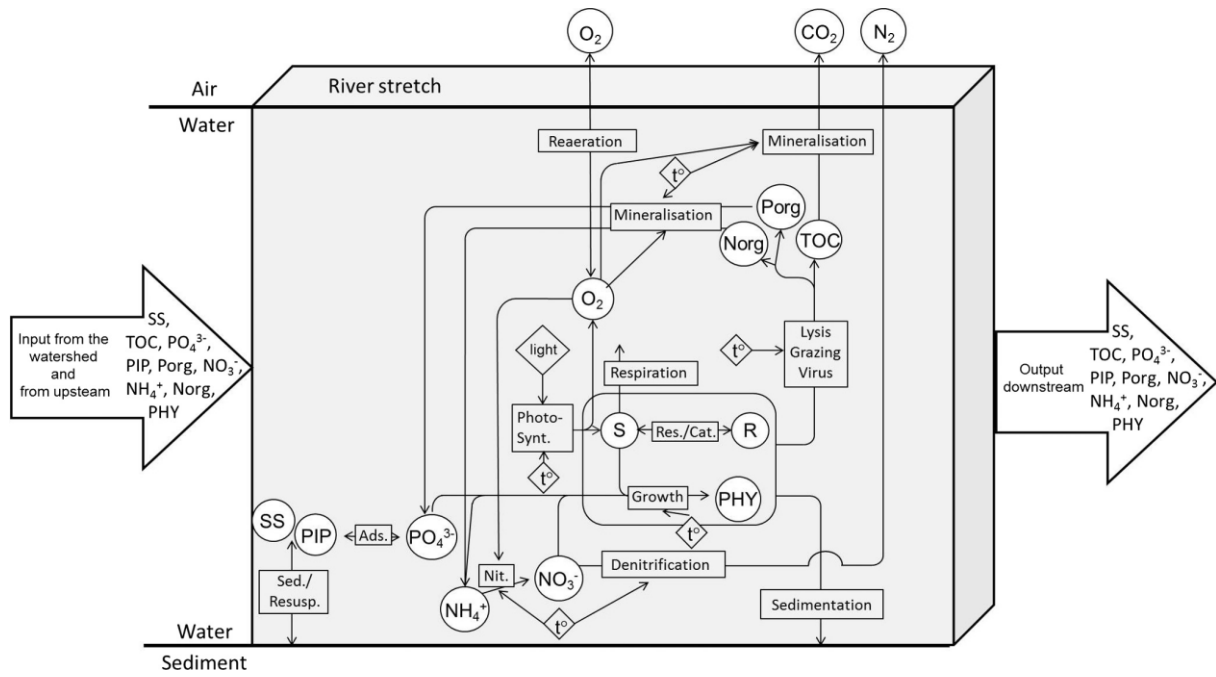 O₂
CO₂
N₂
Air
River stretch
Water
Reaeration
Mineralisation
t°
Mineralisation
Porg
Norg
TOC
O₂
SS,
TOC, PO₄³⁻,
PIP, Porg, NO₃⁻,
NH₄⁺, Norg,
PHY
Input from the
watershed
and
from upsteam
light
t°
Lysis
Grazing
Virus
Respiration
Photo-
Synt.
S
Res./Cat.
R
t°
Growth
PHY
t°
SS
PIP
Ads.
PO₄³⁻
Nit.
NO₃⁻
Denitrification
Sed./
Resusp.
NH₄⁺
t°
Sedimentation
Water
Sediment
Output
downstream
SS,
TOC, PO₄³⁻,
PIP, Porg, NO₃⁻,
NH₄⁺, Norg,
PHY